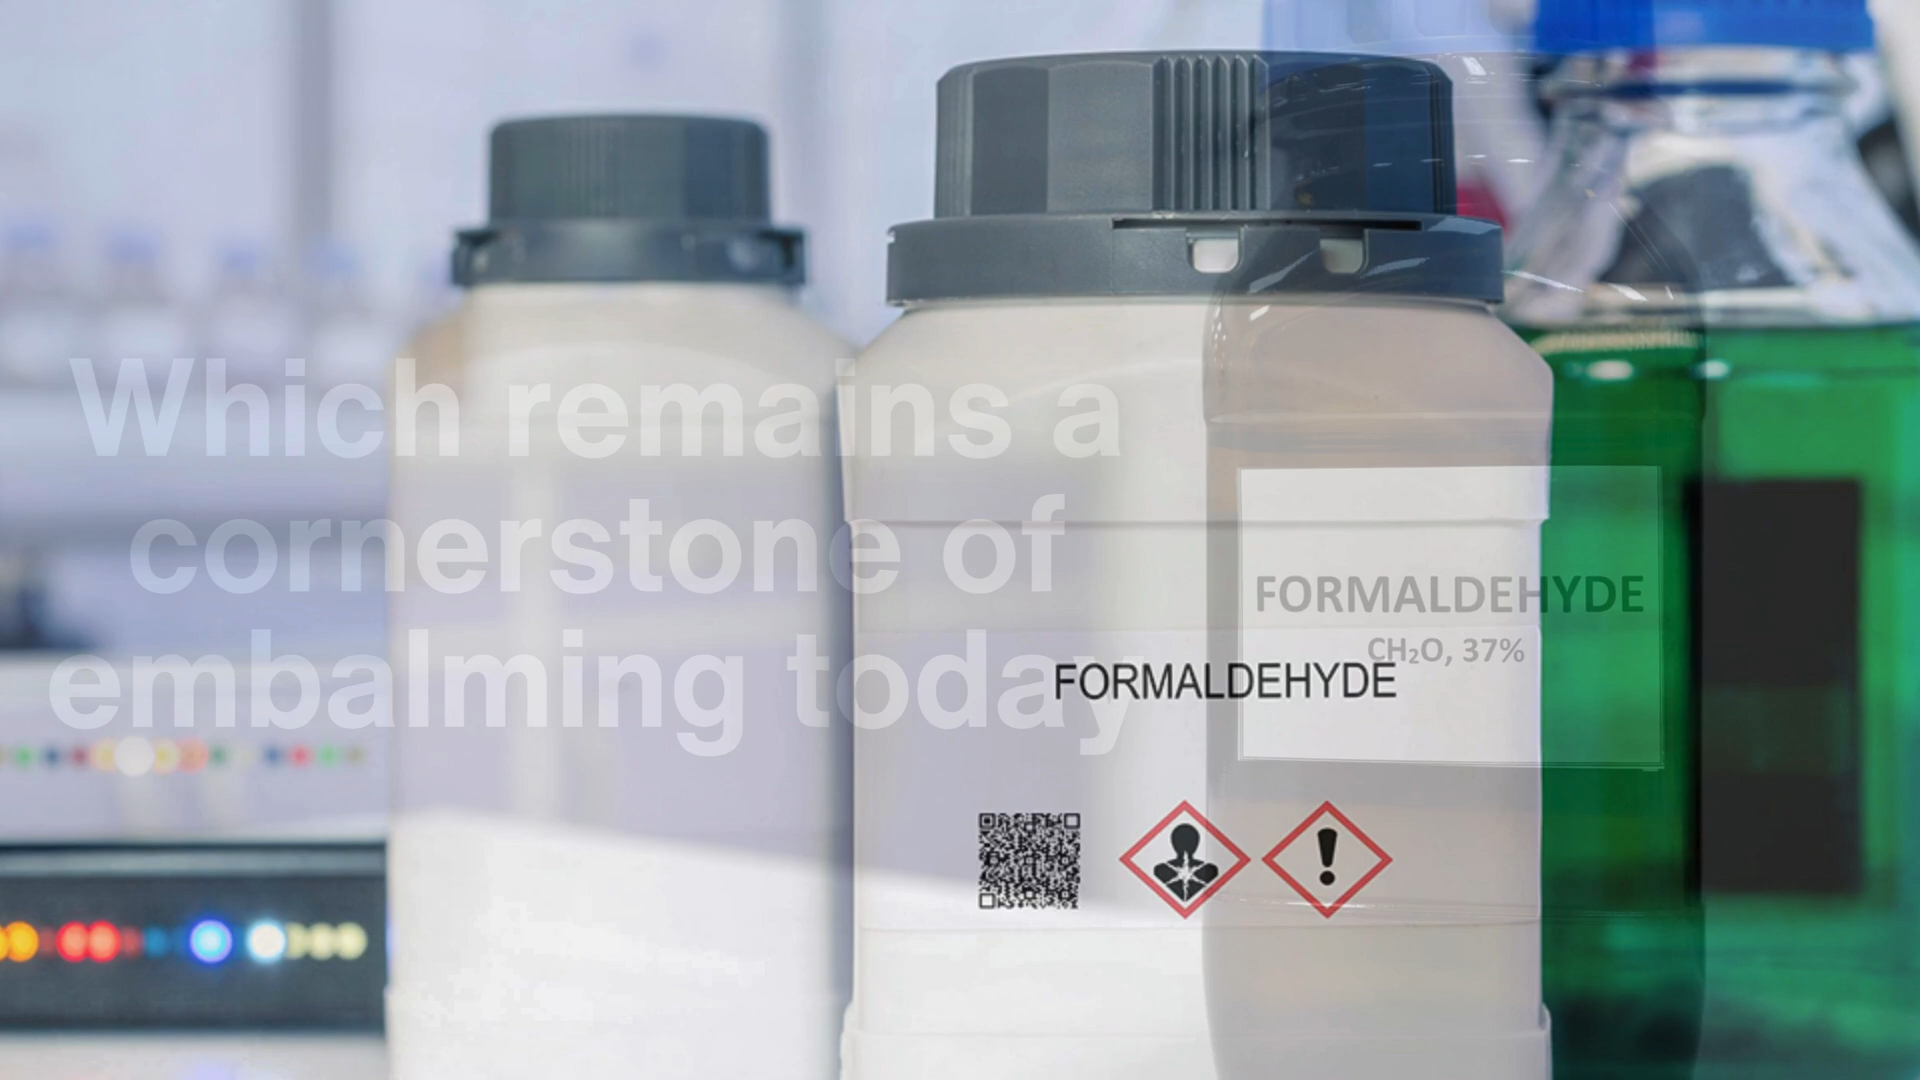 Which remains a
cornerstone of
embalming today
FORMALDEHYDE
CH₂O, 37%
FORMALDEHYDE